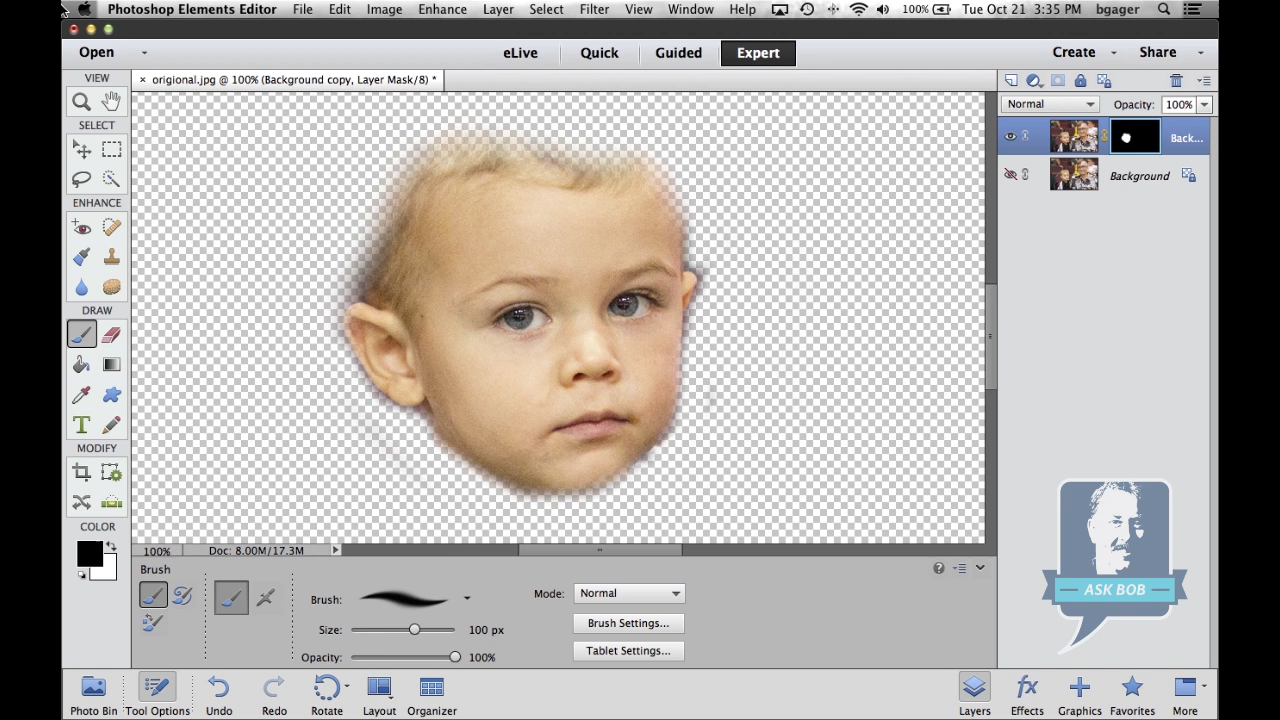 Photoshop Elements Editor File Edit Image Enhance Layer Select Filter View Window Help 100% Tue Oct 21 3:35 PM bgager
Open eLive Quick Guided Expert Create Share
VIEW × origional.jpg @ 100% (Background copy, Layer Mask/8) *
Normal Opacity: 100%
SELECT
Back...
Background
ENHANCE
DRAW
T
MODIFY
COLOR
100% Doc: 8.00M/17.3M
Brush
Brush: Mode: Normal
Size: 100 px Brush Settings...
Opacity: 100% Tablet Settings...
ASK BOB
Photo Bin Tool Options Undo Redo Rotate Layout Organizer Layers fx Effects Graphics Favorites More